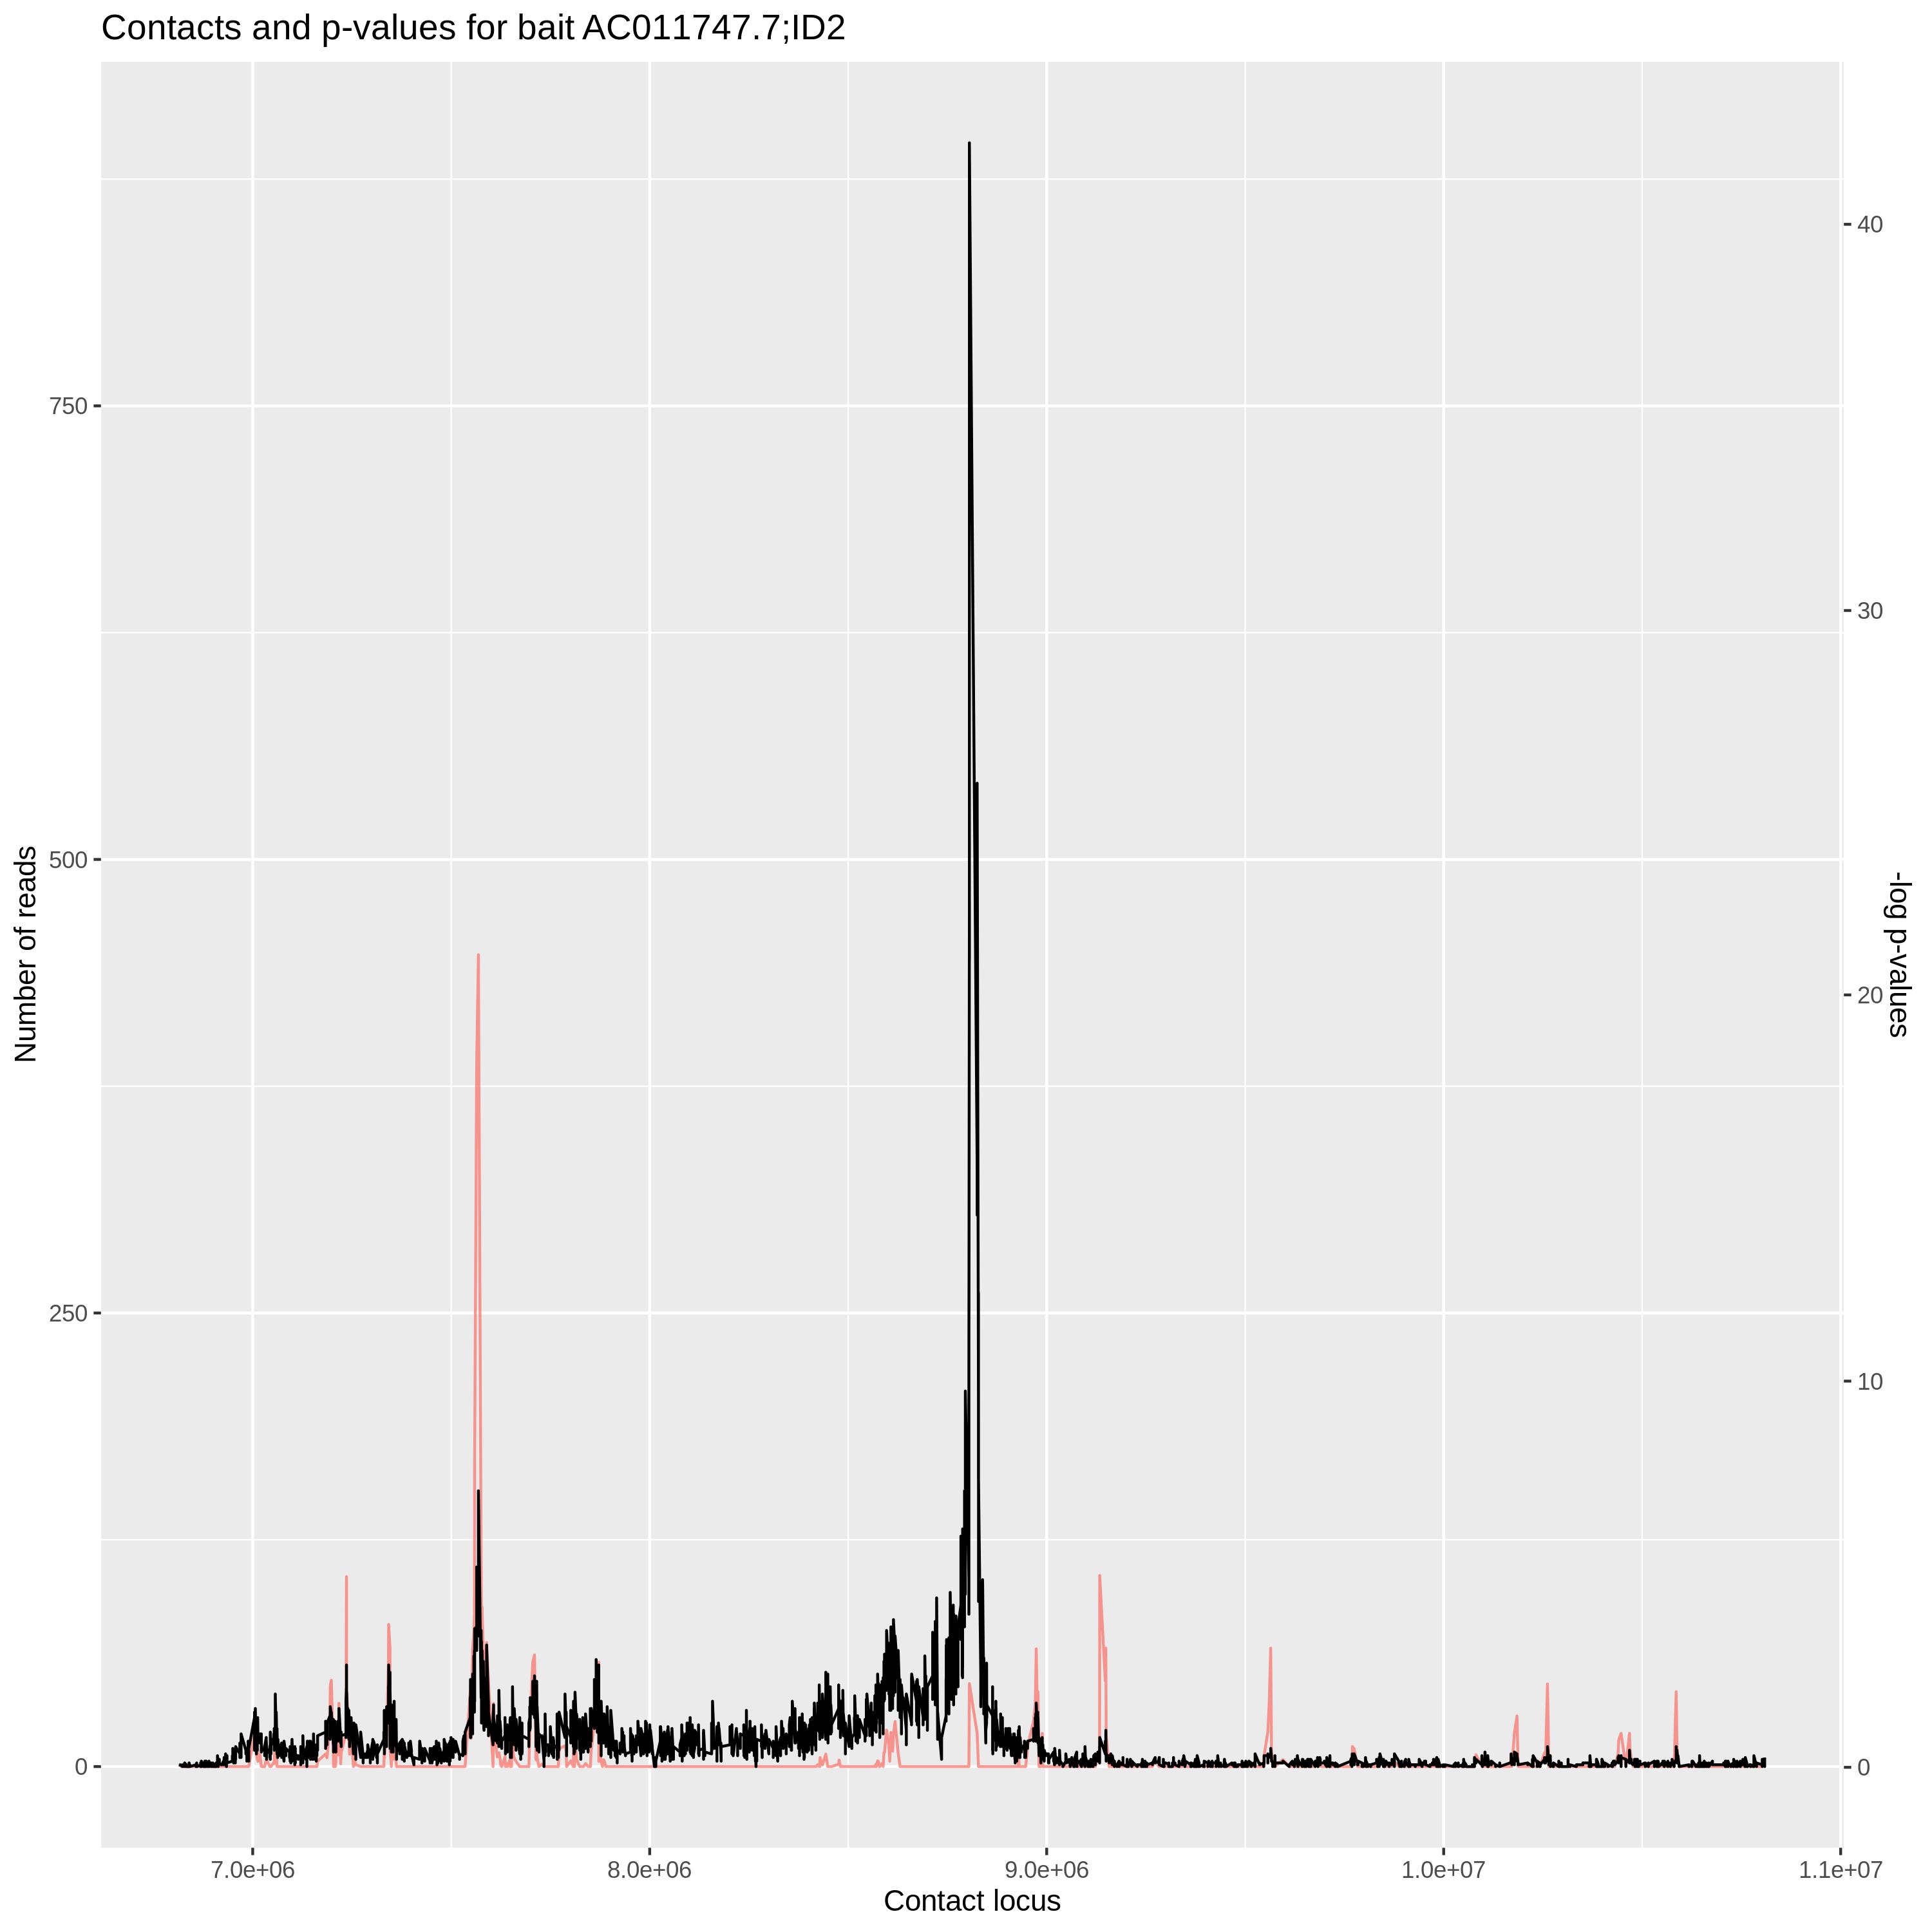 Contacts and p-values for bait AC011747.7;ID2
750
500
250
0
Number of reads
40
30
20
10
0
-log p-values
7.0e+06
8.0e+06
9.0e+06
1.0e+07
1.1e+07
Contact locus